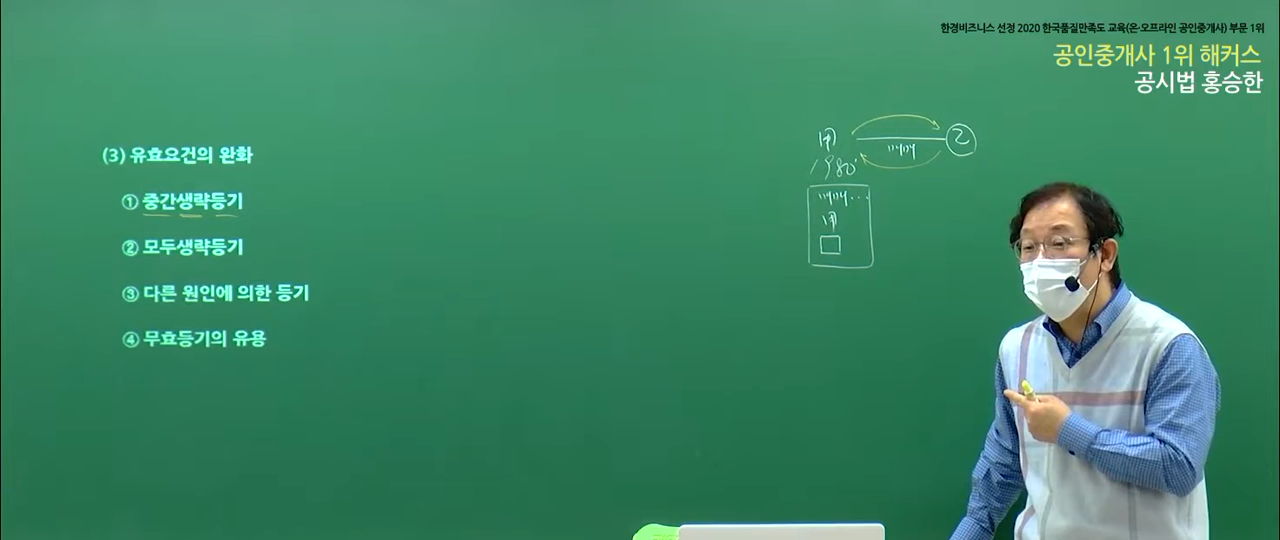 한경비즈니스 선정 2020 한국품질만족도 교육(온·오프라인 공인중개사) 부문 1위
공인중개사 1위 해커스
공시법 홍승한
(3) 유효요건의 완화
① 중간생략등기
② 모두생략등기
③ 다른 원인에 의한 등기
④ 무효등기의 유용
甲
乙
매매
1980'
매매...
甲